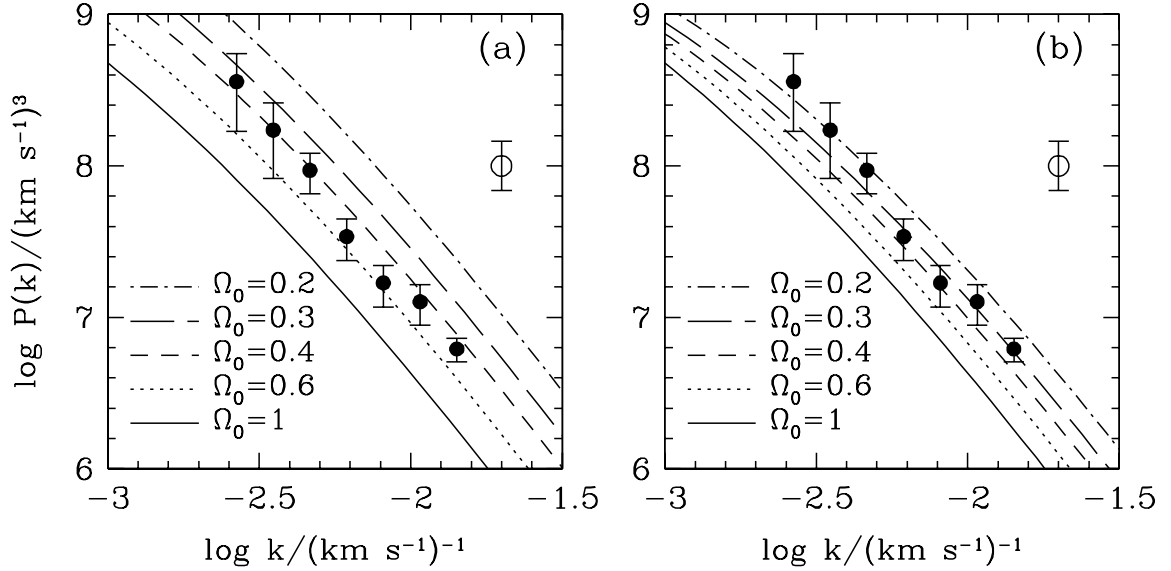 9
8
7
6
log P(k)/(km s⁻¹)³
(a)
Ω₀=0.2
Ω₀=0.3
Ω₀=0.4
Ω₀=0.6
Ω₀=1
−3 −2.5 −2 −1.5
log k/(km s⁻¹)⁻¹
9
8
7
6
(b)
Ω₀=0.2
Ω₀=0.3
Ω₀=0.4
Ω₀=0.6
Ω₀=1
−3 −2.5 −2 −1.5
log k/(km s⁻¹)⁻¹